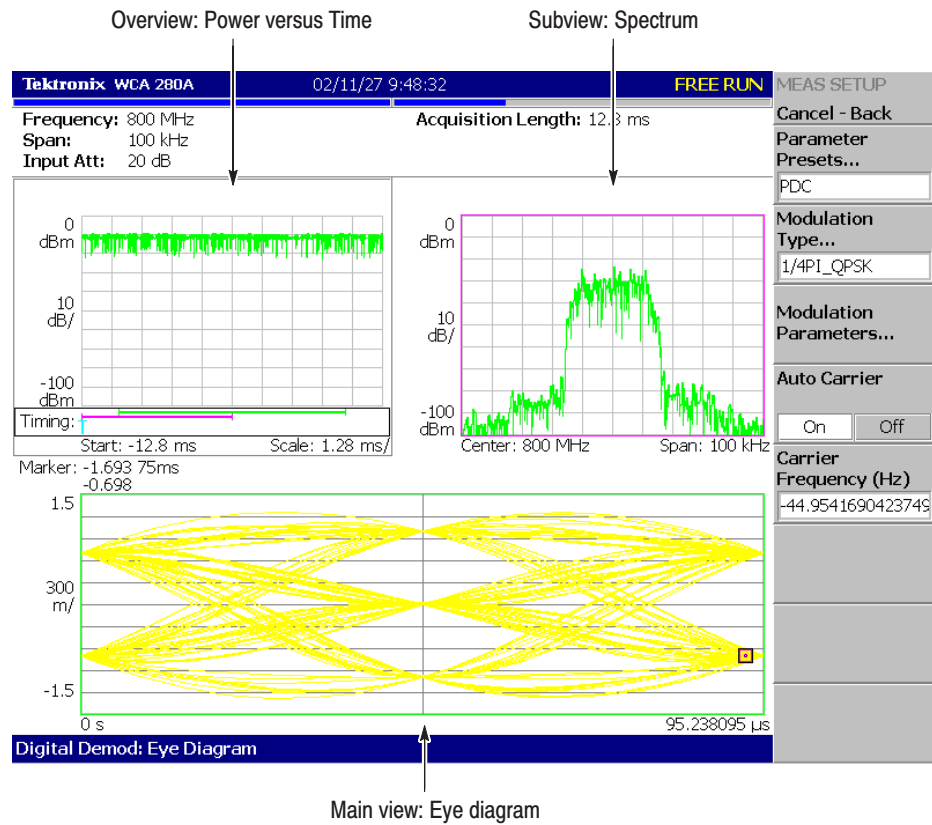 Overview: Power versus Time
Subview: Spectrum
Tektronix WCA 280A
02/11/27 9:48:32
FREE RUN
MEAS SETUP
Frequency: 800 MHz
Span: 100 kHz
Input Att: 20 dB
Acquisition Length: 12.8 ms
Cancel - Back
Parameter
Presets...
PDC
Modulation
Type...
1/4PI_QPSK
Modulation
Parameters...
Auto Carrier
On Off
Carrier
Frequency (Hz)
-44.9541690423749
0
dBm
10
dB/
-100
dBm
Timing:
Start: -12.8 ms
Scale: 1.28 ms/
0
dBm
10
dB/
-100
dBm
Center: 800 MHz
Span: 100 kHz
Marker: -1.693 75ms
-0.698
1.5
300
m/
-1.5
0 s
95.238095 µs
Digital Demod: Eye Diagram
Main view: Eye diagram